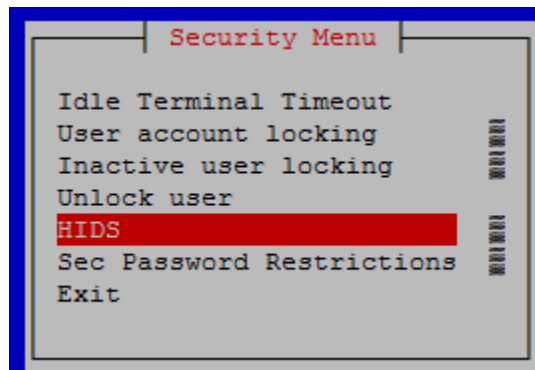 Security Menu
Idle Terminal Timeout
User account locking
Inactive user locking
Unlock user
HIDS
Sec Password Restrictions
Exit